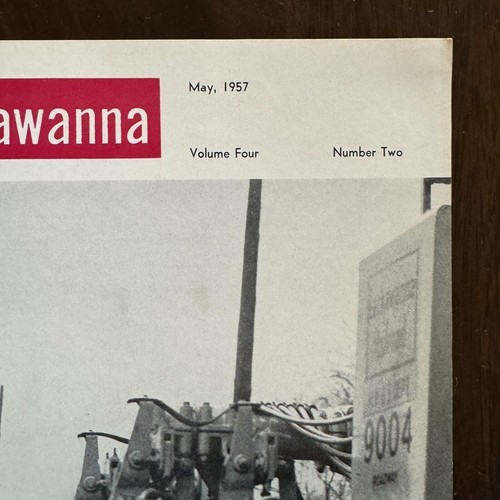 awanna
May, 1957
Volume Four
Number Two
9004